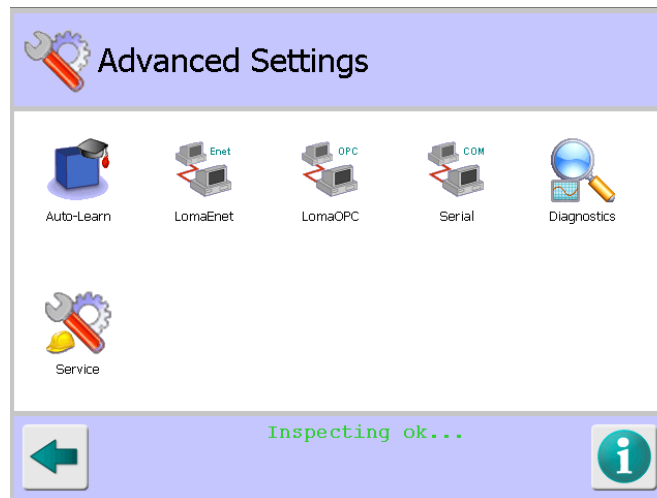 Advanced Settings
Enet
OPC
COM
Auto-Learn
LomaEnet
LomaOPC
Serial
Diagnostics
Service
Inspecting ok...
i